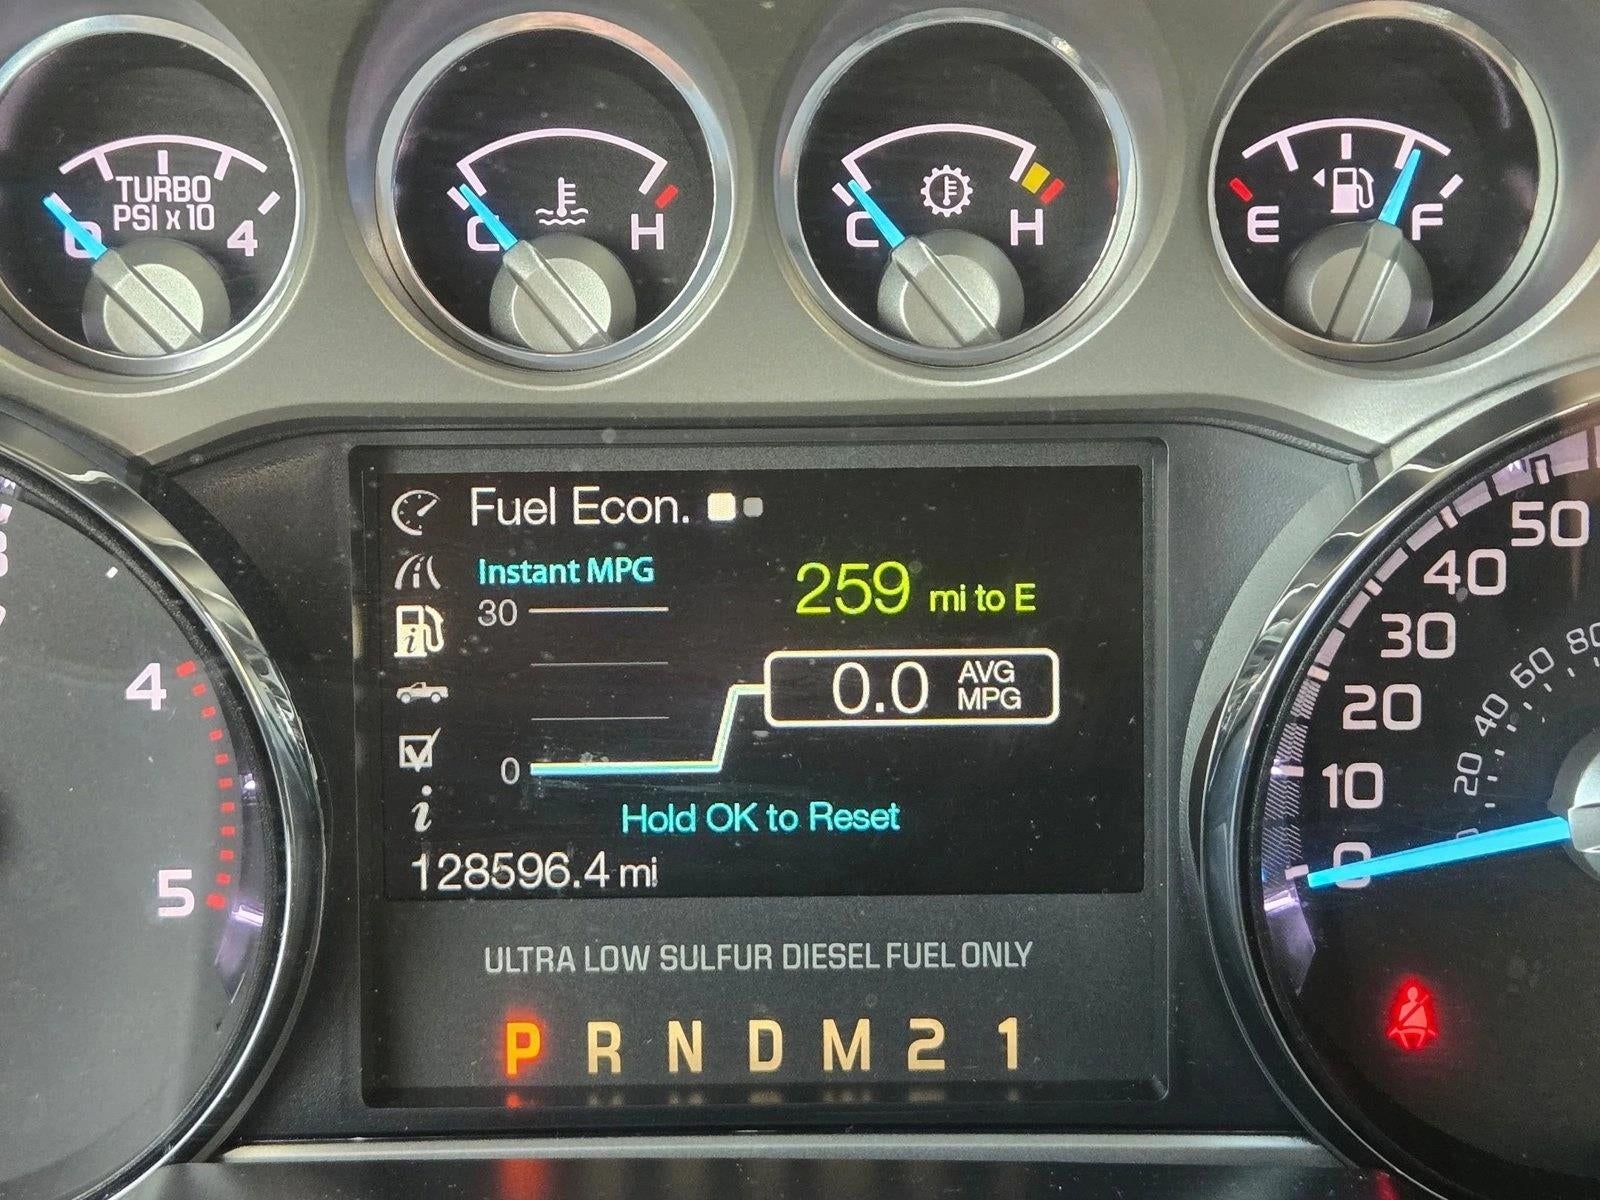 TURBO
PSI x 10
0 4
C H
C H
E F
Fuel Econ.
Instant MPG
30
259 mi to E
0.0 AVG
MPG
0
Hold OK to Reset
128596.4 mi
ULTRA LOW SULFUR DIESEL FUEL ONLY
P R N D M 2 1
4
5
50
40
30
20
10
0
80
60
40
20